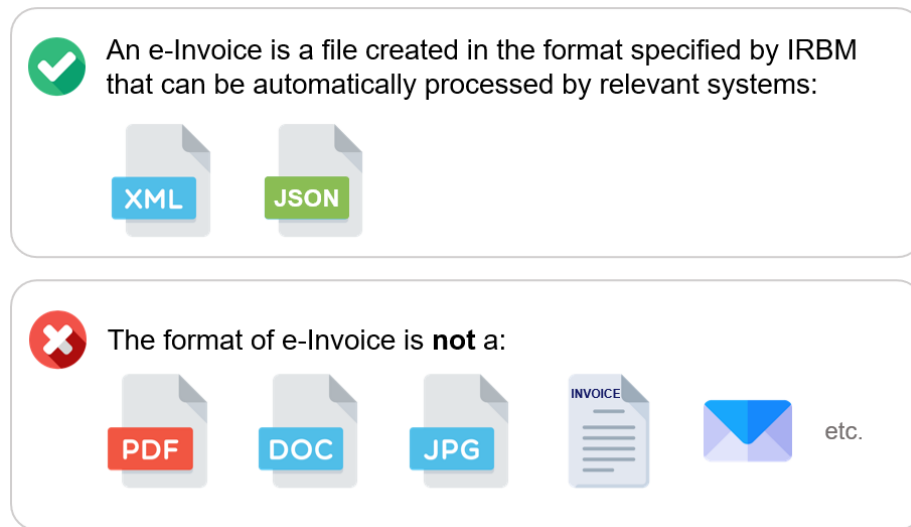 An e-Invoice is a file created in the format specified by IRBM
that can be automatically processed by relevant systems:
XML
JSON
The format of e-Invoice is not a:
PDF
DOC
JPG
INVOICE
etc.